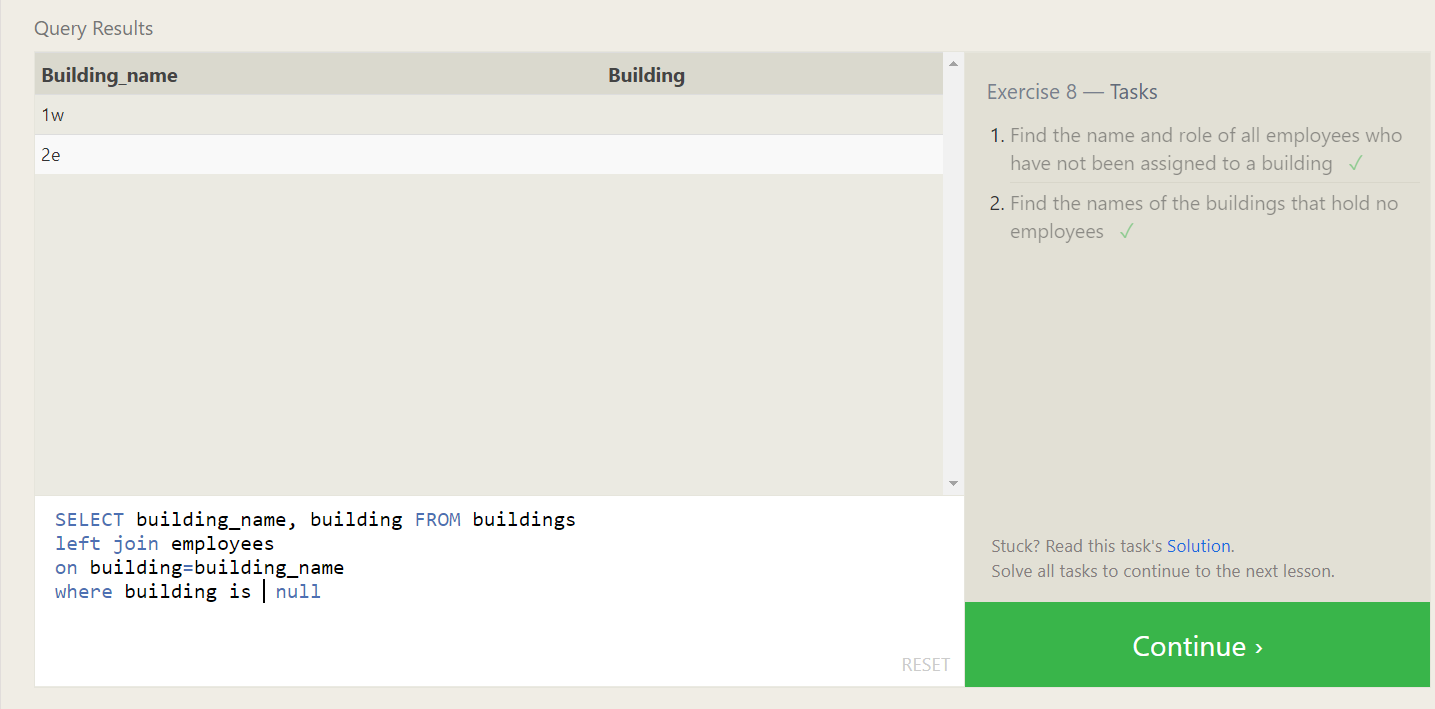 Query Results
Building_name Building
1w
2e
SELECT building_name, building FROM buildings
left join employees
on building=building_name
where building is null
RESET
Exercise 8 — Tasks
1. Find the name and role of all employees who
have not been assigned to a building ✓
2. Find the names of the buildings that hold no
employees ✓
Stuck? Read this task's Solution.
Solve all tasks to continue to the next lesson.
Continue ›